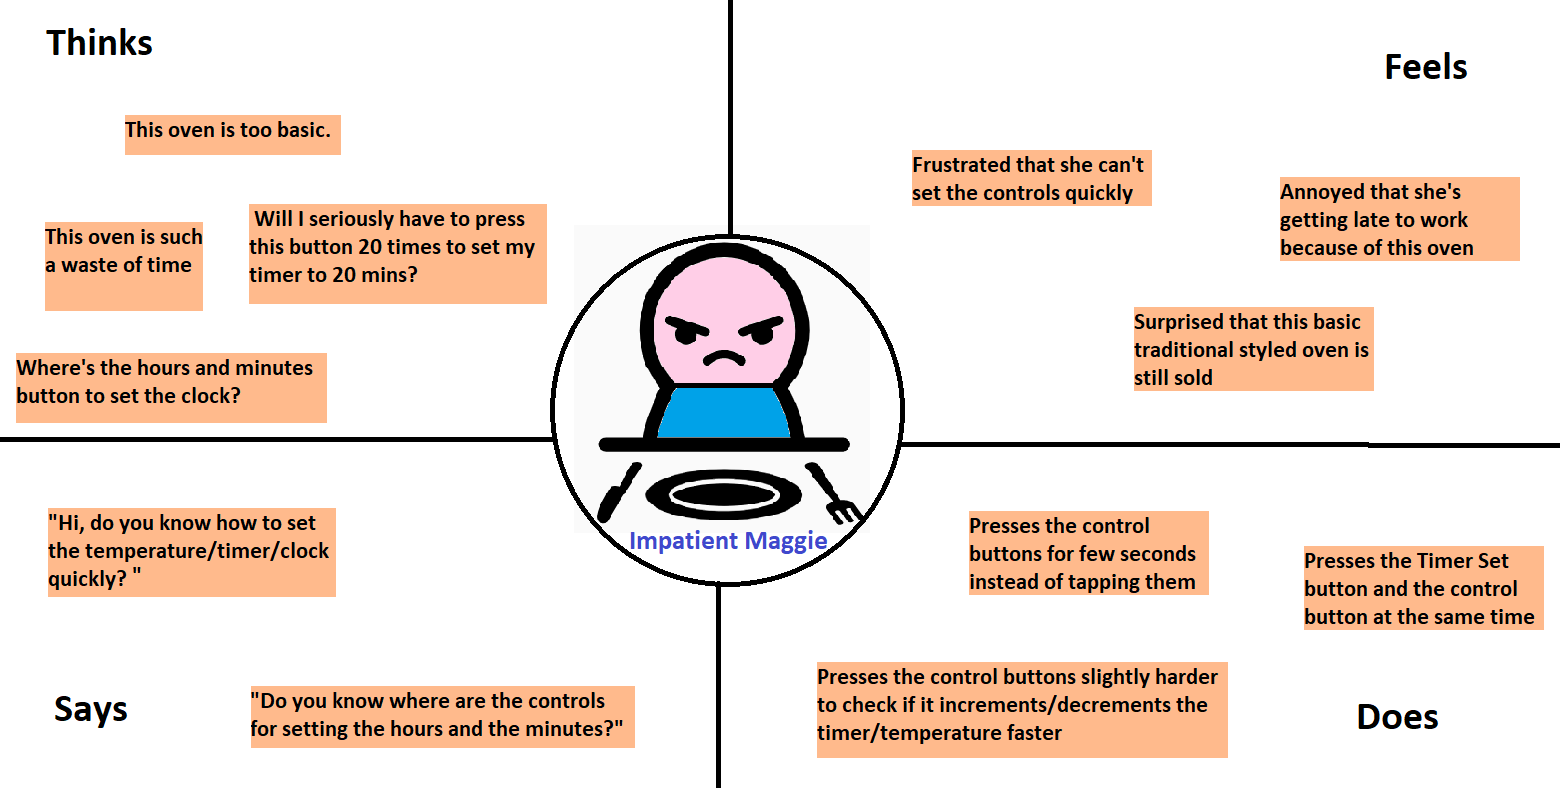 Thinks
This oven is too basic.
This oven is such
a waste of time
Will I seriously have to press
this button 20 times to set my
timer to 20 mins?
Where's the hours and minutes
button to set the clock?
Feels
Frustrated that she can't
set the controls quickly
Annoyed that she's
getting late to work
because of this oven
Surprised that this basic
traditional styled oven is
still sold
Impatient Maggie
"Hi, do you know how to set
the temperature/timer/clock
quickly? "
Says
"Do you know where are the controls
for setting the hours and the minutes?"
Presses the control
buttons for few seconds
instead of tapping them
Presses the Timer Set
button and the control
button at the same time
Presses the control buttons slightly harder
to check if it increments/decrements the
timer/temperature faster
Does